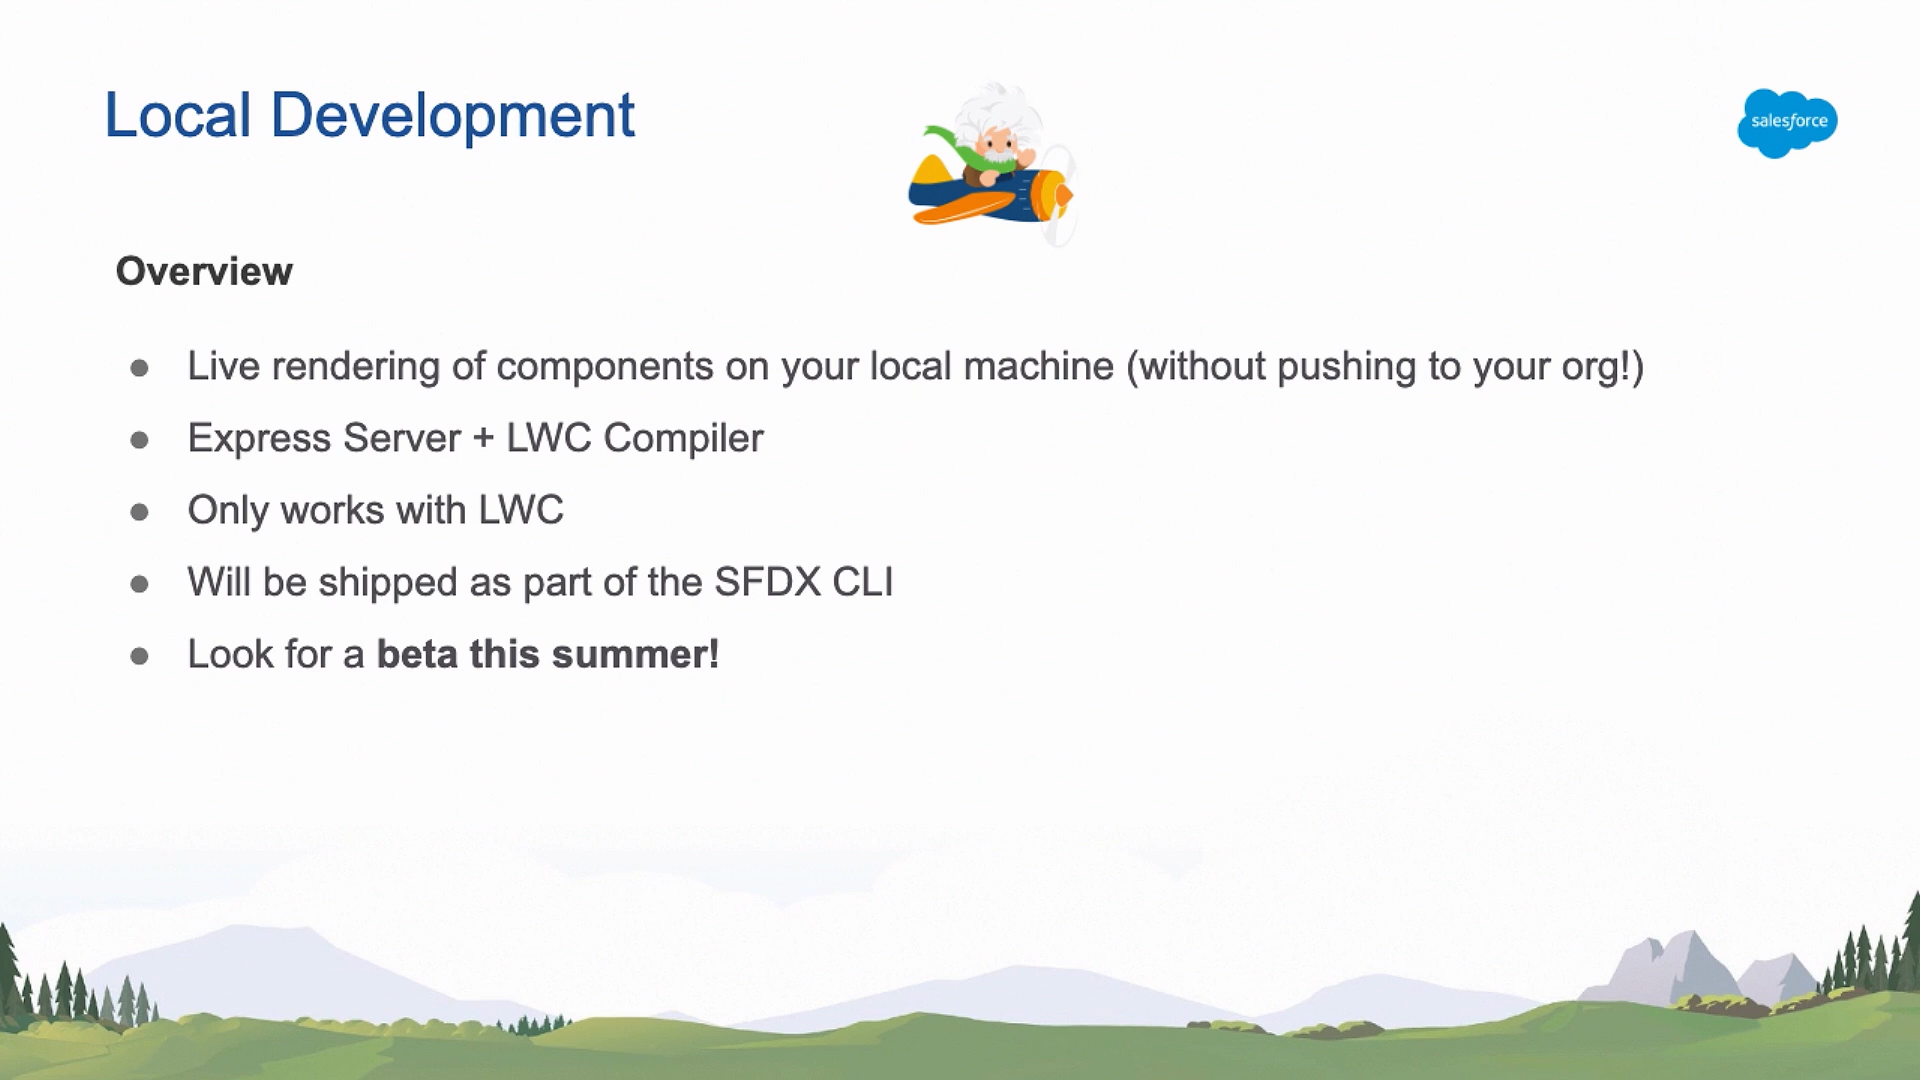 Local Development
salesforce
Overview
● Live rendering of components on your local machine (without pushing to your org!)
● Express Server + LWC Compiler
● Only works with LWC
● Will be shipped as part of the SFDX CLI
● Look for a beta this summer!